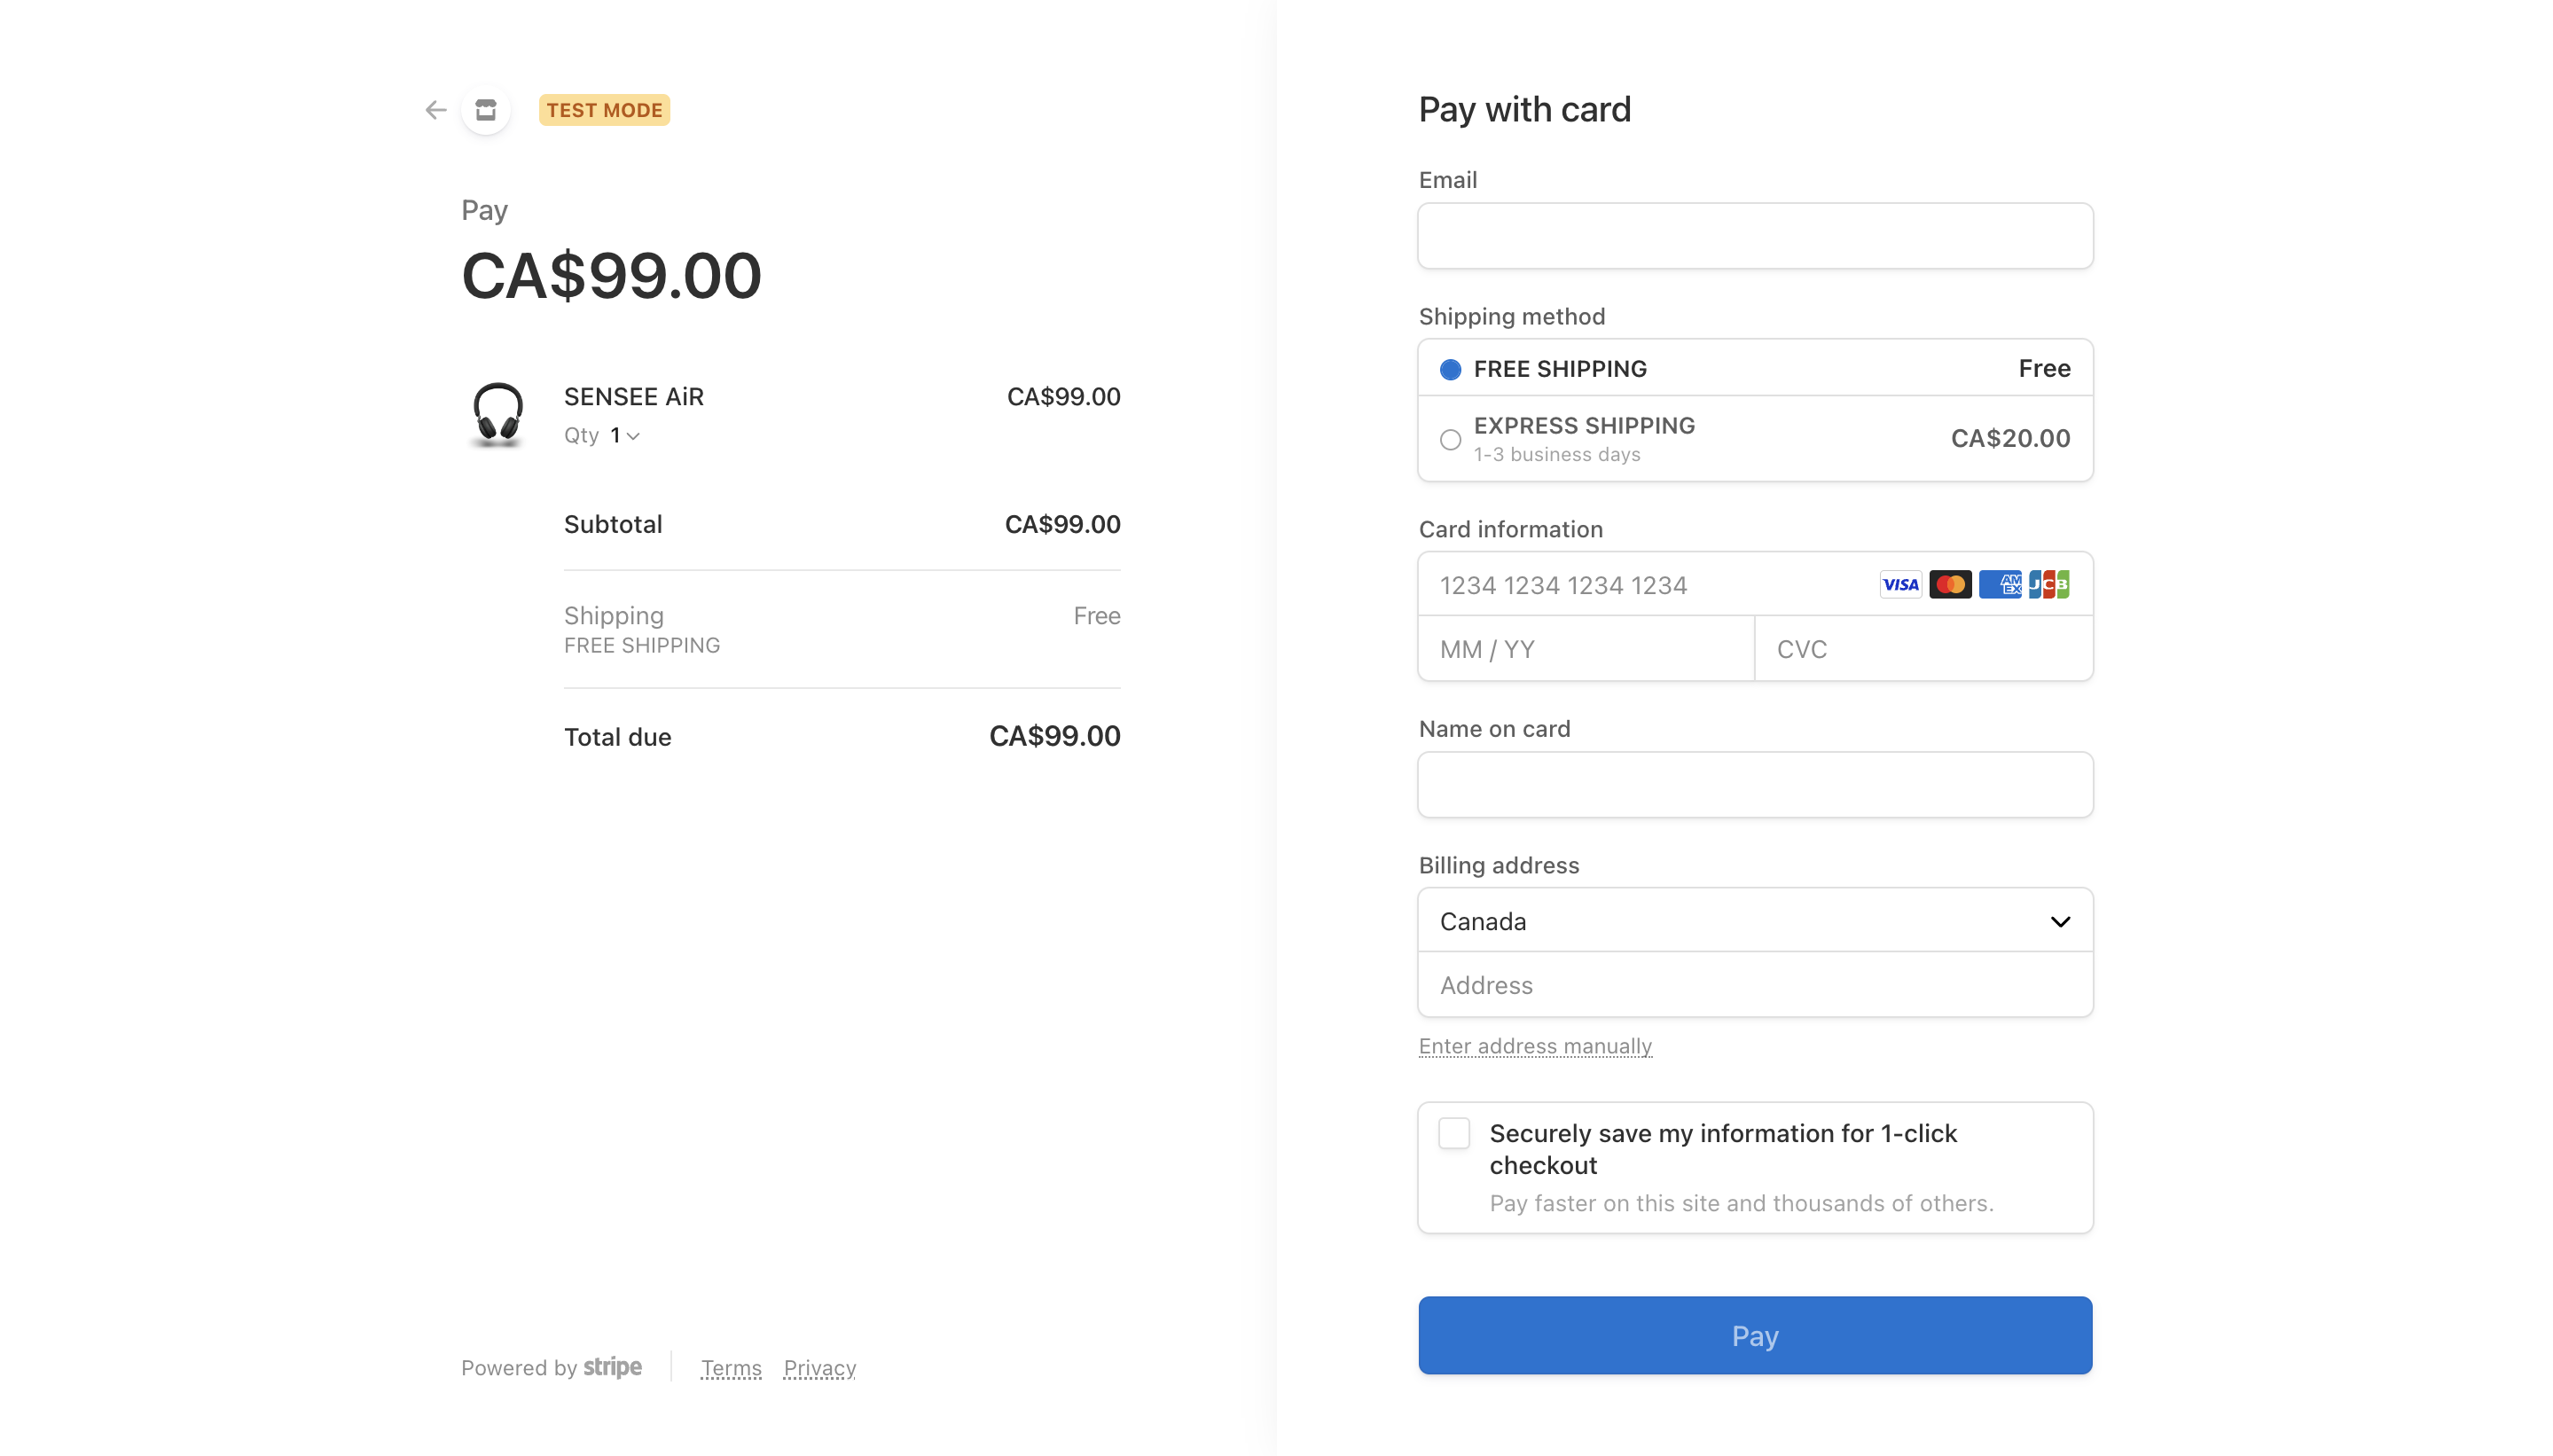 TEST MODE
Pay
CA$99.00
SENSEE AiR CA$99.00
Qty 1
Subtotal CA$99.00
Shipping Free
FREE SHIPPING
Total due CA$99.00
Powered by stripe Terms Privacy
Pay with card
Email
Shipping method
FREE SHIPPING Free
EXPRESS SHIPPING CA$20.00
1-3 business days
Card information
1234 1234 1234 1234 VISA AMEX JCB
MM / YY CVC
Name on card
Billing address
Canada
Address
Enter address manually
Securely save my information for 1-click
checkout
Pay faster on this site and thousands of others.
Pay